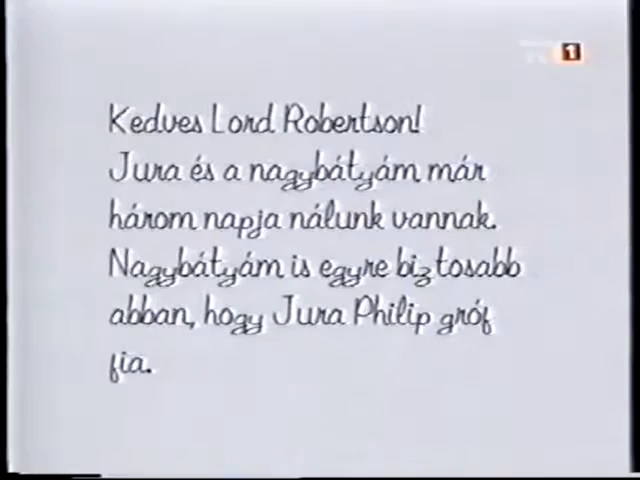 Kedves Lord Robertson!
Jura és a nagybátyám már
három napja nálunk vannak.
Nagybátyám is egyre biztosabb
abban, hogy Jura Philip gróf
fia.
1